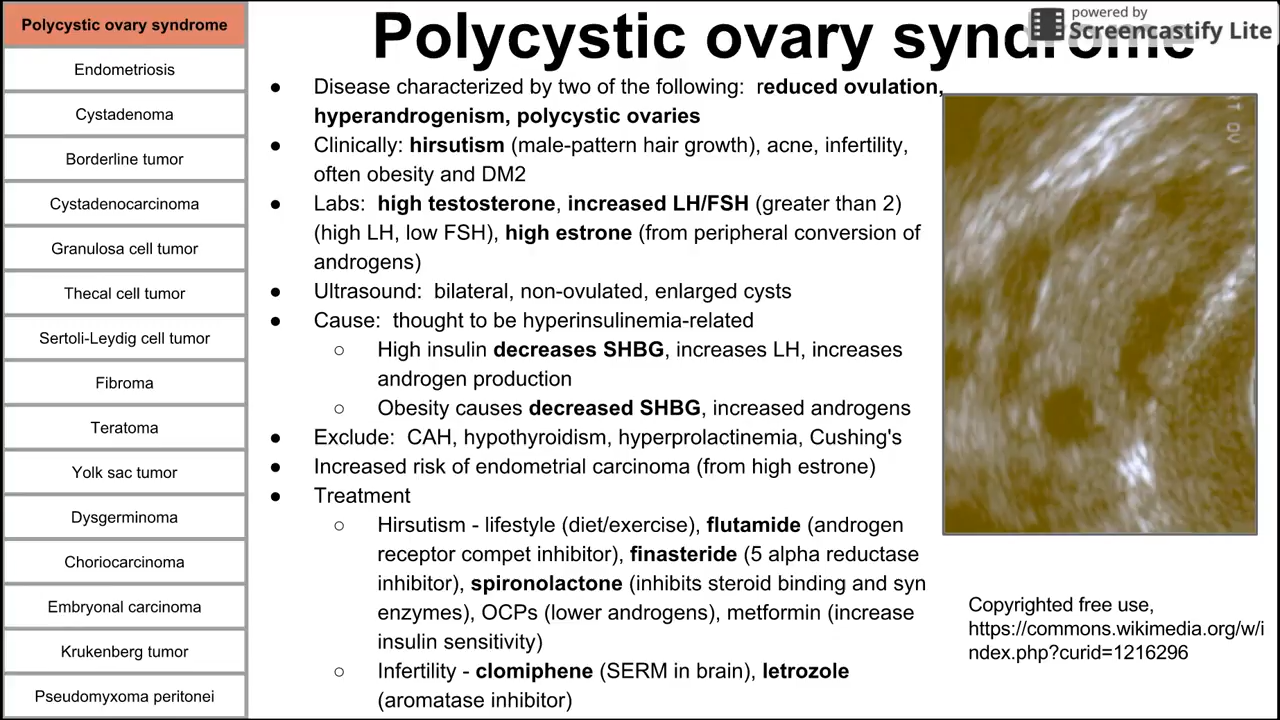 Polycystic ovary syndrome
Endometriosis
Cystadenoma
Borderline tumor
Cystadenocarcinoma
Granulosa cell tumor
Thecal cell tumor
Sertoli-Leydig cell tumor
Fibroma
Teratoma
Yolk sac tumor
Dysgerminoma
Choriocarcinoma
Embryonal carcinoma
Krukenberg tumor
Pseudomyxoma peritonei
Polycystic ovary syndrome
powered by
Screencastify Lite
● Disease characterized by two of the following: reduced ovulation,
hyperandrogenism, polycystic ovaries
● Clinically: hirsutism (male-pattern hair growth), acne, infertility,
often obesity and DM2
● Labs: high testosterone, increased LH/FSH (greater than 2)
(high LH, low FSH), high estrone (from peripheral conversion of
androgens)
● Ultrasound: bilateral, non-ovulated, enlarged cysts
● Cause: thought to be hyperinsulinemia-related
○ High insulin decreases SHBG, increases LH, increases
androgen production
○ Obesity causes decreased SHBG, increased androgens
● Exclude: CAH, hypothyroidism, hyperprolactinemia, Cushing's
● Increased risk of endometrial carcinoma (from high estrone)
● Treatment
○ Hirsutism - lifestyle (diet/exercise), flutamide (androgen
receptor compet inhibitor), finasteride (5 alpha reductase
inhibitor), spironolactone (inhibits steroid binding and syn
enzymes), OCPs (lower androgens), metformin (increase
insulin sensitivity)
○ Infertility - clomiphene (SERM in brain), letrozole
(aromatase inhibitor)
RT OV
Copyrighted free use,
https://commons.wikimedia.org/w/i
ndex.php?curid=1216296